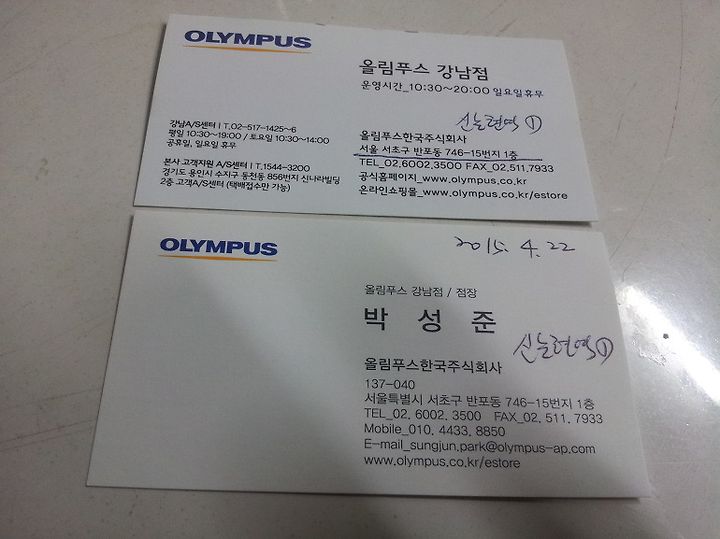 OLYMPUS
올림푸스 강남점
운영시간_10:30~20:00 일요일휴무
신논현역 ①
강남A/S센터 I T.02-517-1425~6
평일 10:30~19:00 / 토요일 10:30~14:00
공휴일, 일요일 휴무
본사 고객지원 A/S센터 I T.1544-3200
경기도 용인시 수지구 동천동 856번지 신나라빌딩
2층 고객A/S센터 (택배접수만 가능)
올림푸스한국주식회사
서울 서초구 반포동 746-15번지 1층
TEL_02.6002.3500 FAX_02.511.7933
공식홈페이지_www.olympus.co.kr
온라인쇼핑몰_www.olympus.co.kr/estore
OLYMPUS
2015. 4. 22
올림푸스 강남점 / 점장
박 성 준
신논현역 ①
올림푸스한국주식회사
137-040
서울특별시 서초구 반포동 746-15번지 1층
TEL_02. 6002. 3500 FAX_02. 511. 7933
Mobile_010. 4433. 8850
E-mail_sungjun.park@olympus-ap.com
www.olympus.co.kr/estore